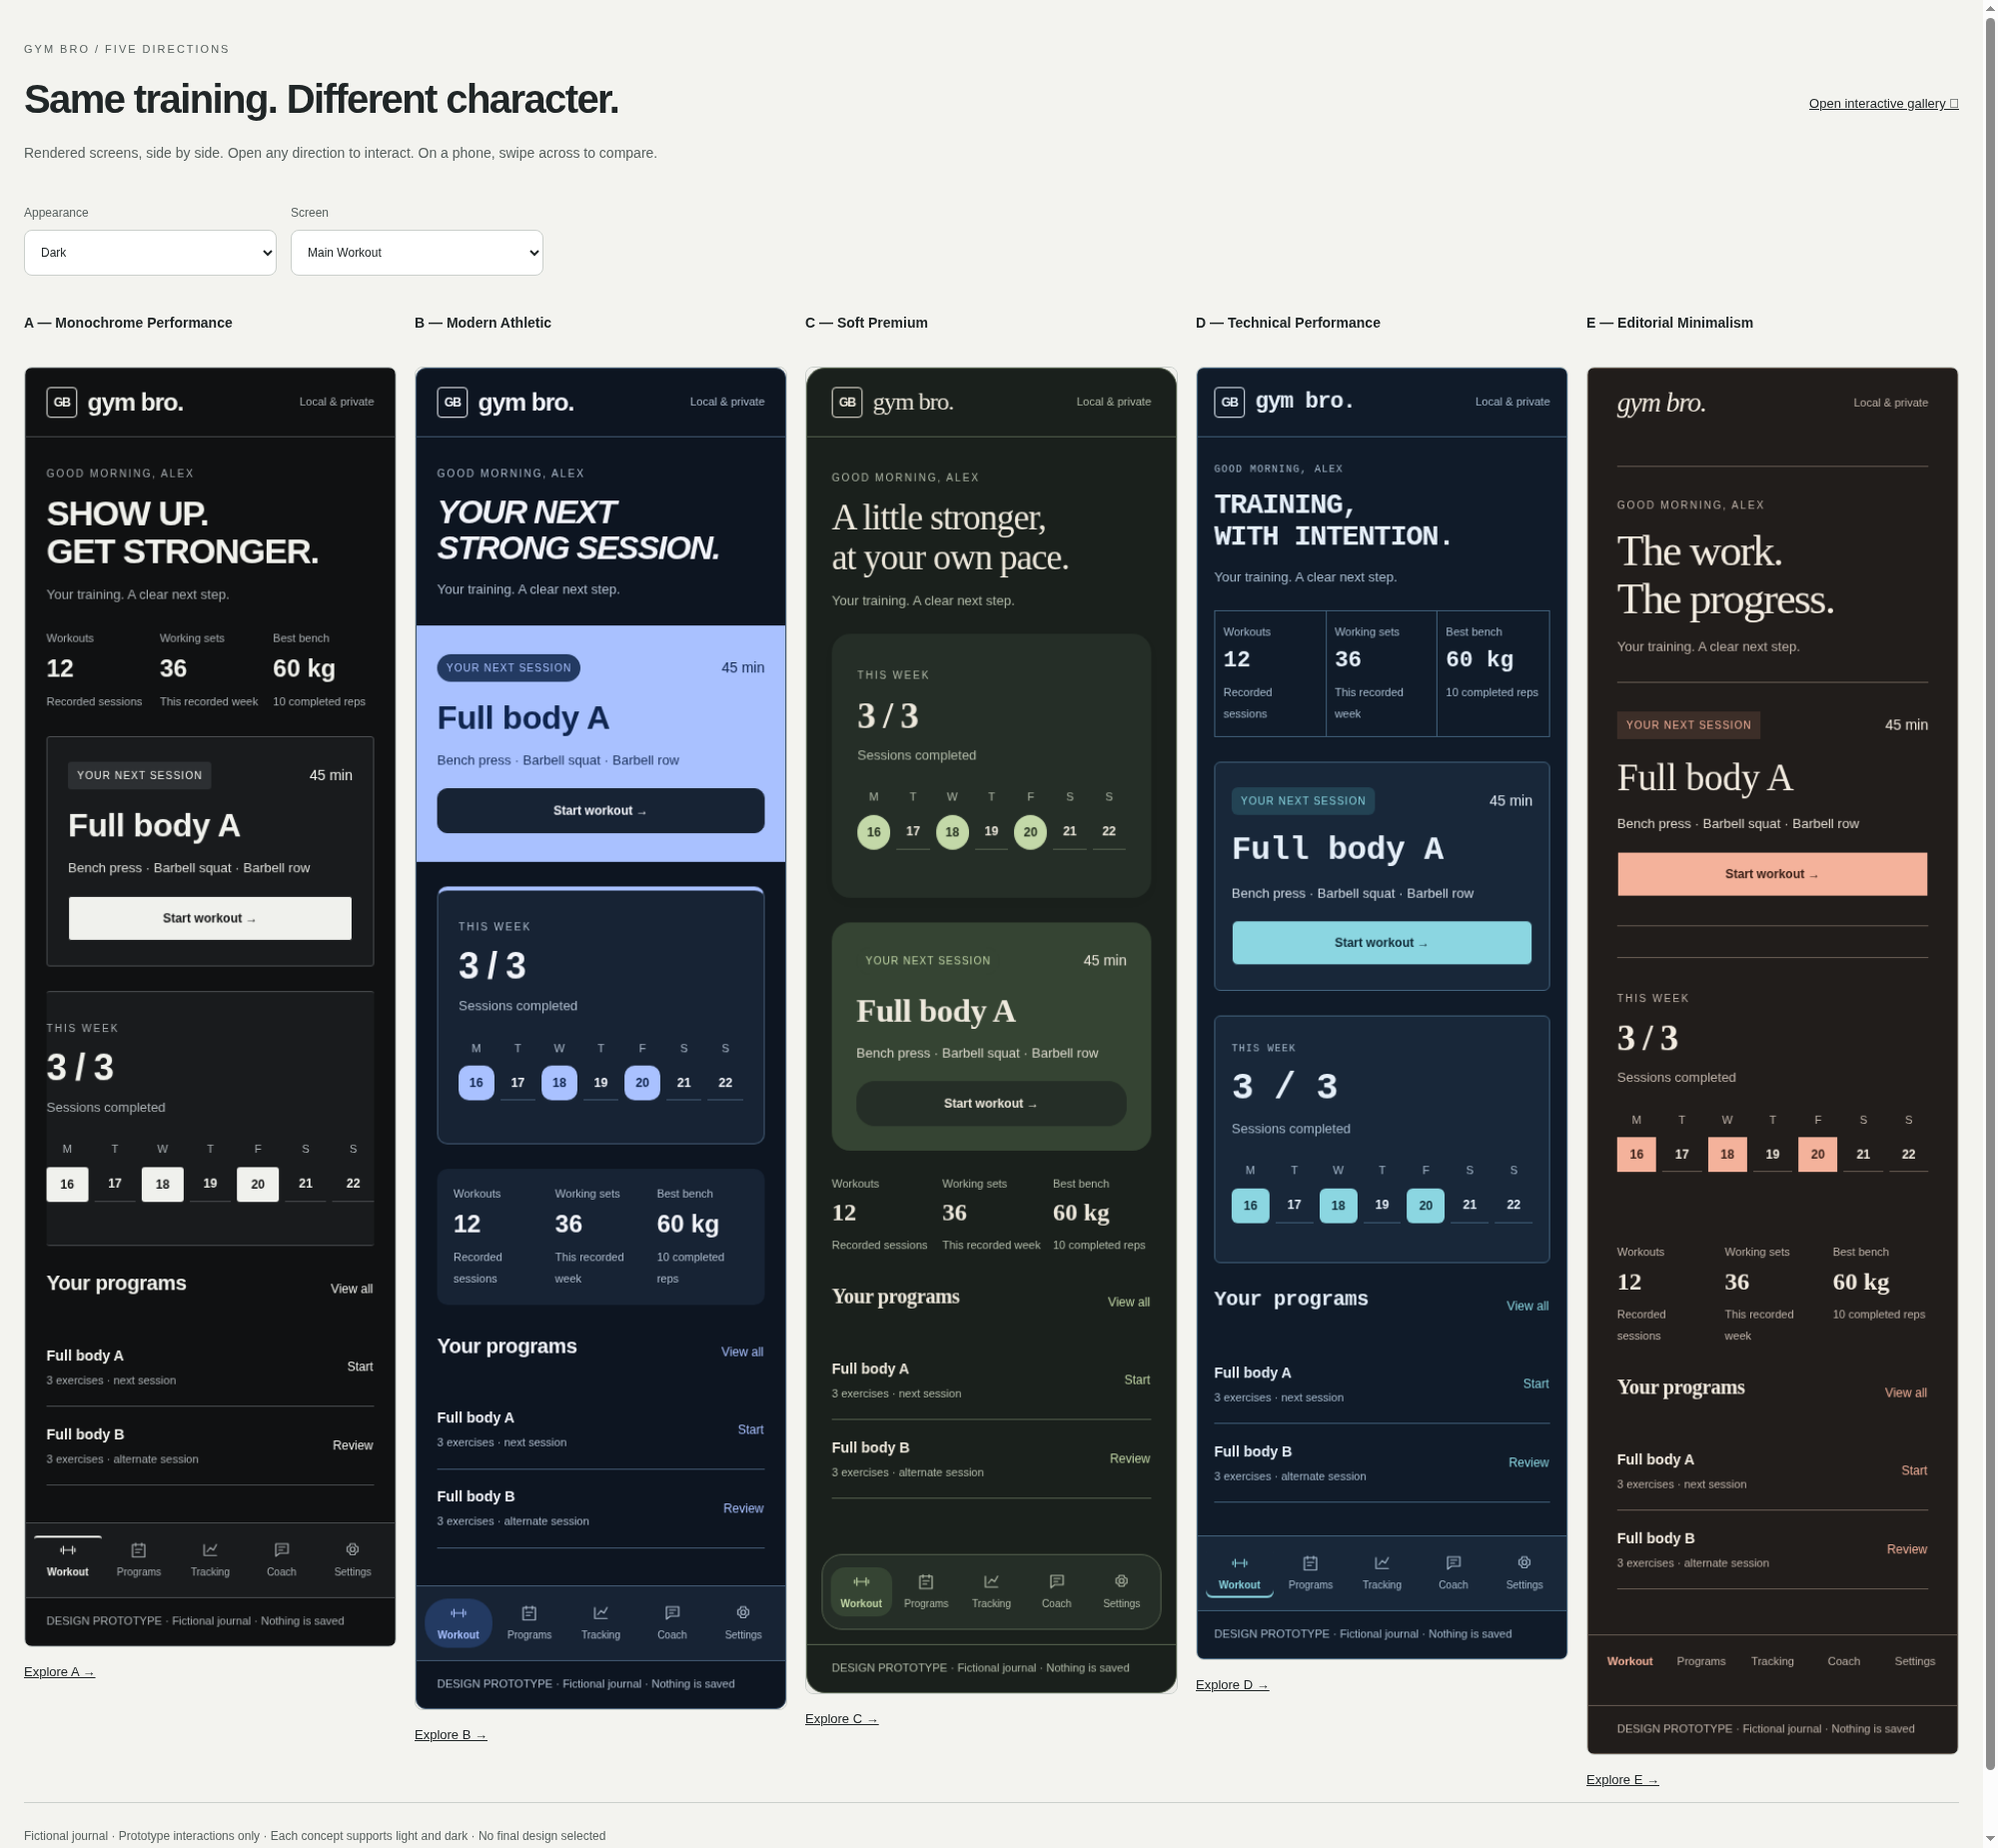 GYM BRO / FIVE DIRECTIONS
Same training. Different character.
Open interactive gallery
Rendered screens, side by side. Open any direction to interact. On a phone, swipe across to compare.
Appearance
Screen
Dark
Main Workout
A — Monochrome Performance
GB gym bro.
Local & private
GOOD MORNING, ALEX
SHOW UP.
GET STRONGER.
Your training. A clear next step.
Workouts Working sets Best bench
12 36 60 kg
Recorded sessions This recorded week 10 completed reps
YOUR NEXT SESSION 45 min
Full body A
Bench press · Barbell squat · Barbell row
Start workout →
THIS WEEK
3 / 3
Sessions completed
M T W T F S S
16 17 18 19 20 21 22
Your programs View all
Full body A
3 exercises · next session
Start
Full body B
3 exercises · alternate session
Review
Workout Programs Tracking Coach Settings
DESIGN PROTOTYPE · Fictional journal · Nothing is saved
Explore A →
B — Modern Athletic
GB gym bro.
Local & private
GOOD MORNING, ALEX
YOUR NEXT
STRONG SESSION.
Your training. A clear next step.
YOUR NEXT SESSION 45 min
Full body A
Bench press · Barbell squat · Barbell row
Start workout →
THIS WEEK
3 / 3
Sessions completed
M T W T F S S
16 17 18 19 20 21 22
Workouts Working sets Best bench
12 36 60 kg
Recorded This recorded 10 completed
sessions week reps
Your programs View all
Full body A
3 exercises · next session
Start
Full body B
3 exercises · alternate session
Review
Workout Programs Tracking Coach Settings
DESIGN PROTOTYPE · Fictional journal · Nothing is saved
Explore B →
C — Soft Premium
GB gym bro.
Local & private
GOOD MORNING, ALEX
A little stronger,
at your own pace.
Your training. A clear next step.
THIS WEEK
3 / 3
Sessions completed
M T W T F S S
16 17 18 19 20 21 22
YOUR NEXT SESSION 45 min
Full body A
Bench press · Barbell squat · Barbell row
Start workout →
Workouts Working sets Best bench
12 36 60 kg
Recorded sessions This recorded week 10 completed reps
Your programs View all
Full body A
3 exercises · next session
Start
Full body B
3 exercises · alternate session
Review
Workout Programs Tracking Coach Settings
DESIGN PROTOTYPE · Fictional journal · Nothing is saved
Explore C →
D — Technical Performance
GB gym bro.
Local & private
GOOD MORNING, ALEX
TRAINING,
WITH INTENTION.
Your training. A clear next step.
Workouts Working sets Best bench
12 36 60 kg
Recorded This recorded 10 completed reps
sessions week
YOUR NEXT SESSION 45 min
Full body A
Bench press · Barbell squat · Barbell row
Start workout →
THIS WEEK
3 / 3
Sessions completed
M T W T F S S
16 17 18 19 20 21 22
Your programs View all
Full body A
3 exercises · next session
Start
Full body B
3 exercises · alternate session
Review
Workout Programs Tracking Coach Settings
DESIGN PROTOTYPE · Fictional journal · Nothing is saved
Explore D →
E — Editorial Minimalism
gym bro.
Local & private
GOOD MORNING, ALEX
The work.
The progress.
Your training. A clear next step.
YOUR NEXT SESSION 45 min
Full body A
Bench press · Barbell squat · Barbell row
Start workout →
THIS WEEK
3 / 3
Sessions completed
M T W T F S S
16 17 18 19 20 21 22
Workouts Working sets Best bench
12 36 60 kg
Recorded This recorded 10 completed reps
sessions week
Your programs View all
Full body A
3 exercises · next session
Start
Full body B
3 exercises · alternate session
Review
Workout Programs Tracking Coach Settings
DESIGN PROTOTYPE · Fictional journal · Nothing is saved
Explore E →
Fictional journal · Prototype interactions only · Each concept supports light and dark · No final design selected